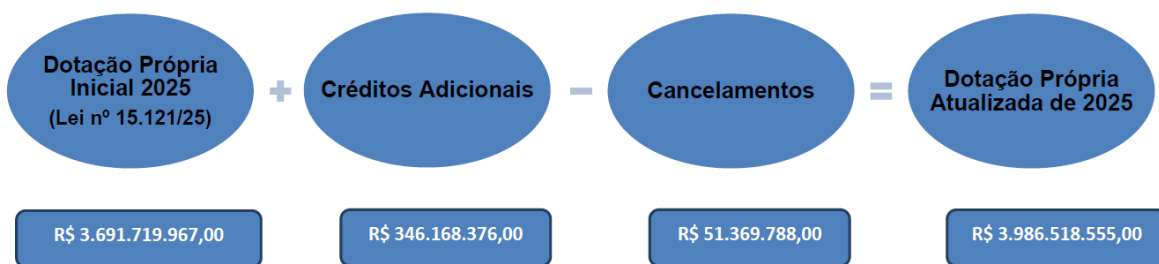 Dotação Própria
Inicial 2025
(Lei nº 15.121/25)
+
Créditos Adicionais
-
Cancelamentos
=
Dotação Própria
Atualizada de 2025
R$ 3.691.719.967,00
R$ 346.168.376,00
R$ 51.369.788,00
R$ 3.986.518.555,00